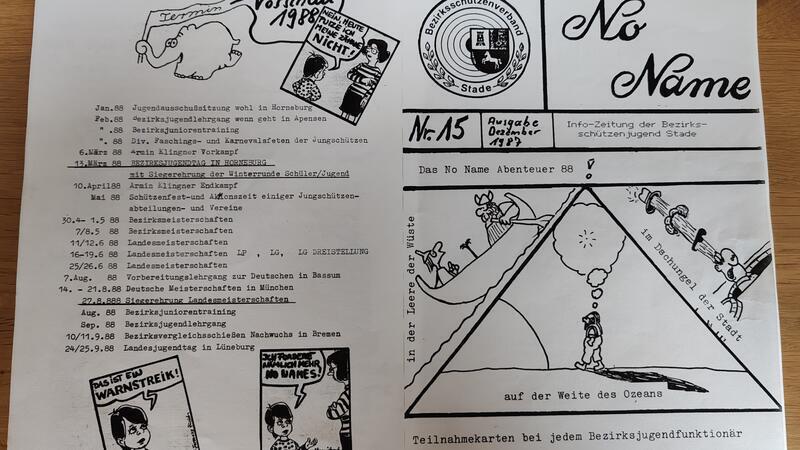 Termin
Vorschau
1988
NEIN, HEUTE
PUTZE ICH
MEINE ZÄHNE
NICHT!
Jan.88 Jugendausschußsitzung wohl in Horneburg
Feb.88 Bezirksjugendlehrgang wenn geht in Apensen
" .88 Bezirksjuniorentraining
" .88 Div. Faschings- und Karnevalsfeten der Jungschützen
6.März 88 Armin Klingner Vorkampf
13.März 88 BEZIRKSJUGENDTAG IN HORNEBURG
mit Siegerehrung der Winterrunde Schüler/Jugend
10.April88 Armin Klingner Endkampf
Mai 88 Schützenfest-und Aktionszeit einiger Jungschützen-
abteilungen- und Vereine
30.4- 1.5 88 Bezirksmeisterschaften
7/8.5 88 Bezirksmeisterschaften
11/12.6 88 Landesmeisterschaften
16-19.6 88 Landesmeisterschaften LP , LG, LG DREISTELLUNG
25/26.6 88 Landesmeisterschaften
7.Aug. 88 Vorbereitungslehrgang zur Deutschen in Bassum
14. - 21.8.88 Deutsche Meisterschaften in München
27.8.888 Siegerehrung Landesmeisterschaften
Aug. 88 Bezirksjuniorentraining
Sep. 88 Bezirksjugendlehrgang
10/11.9 88 Bezirksvergleichsschießen Nachwuchs in Bremen
24/25.9 88 Landesjugendtag in Lüneburg
DAS IST EIN
WARNSTREIK!
ICH FORDERE
NÄMLICH MEHR
NO NAMES!
Bezirksschützenverband
Stade
No
Name
Nr. 15
Ausgabe
Dezember
1987
Info-Zeitung der Bezirks-
schützenjugend Stade
Das No Name Abenteuer 88 !
in der Leere der Wüste
im Dschungel der Stadt
auf der Weite des Ozeans
Teilnahmekarten bei jedem Bezirksjugendfunktionär